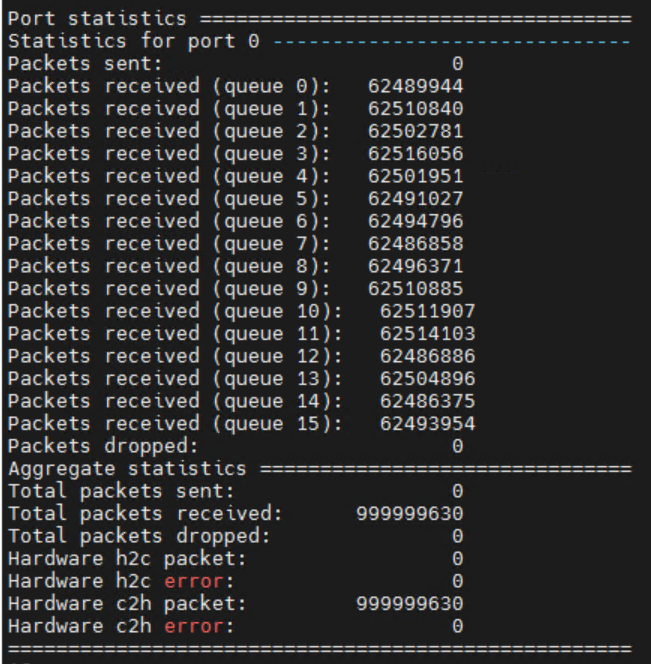 Port statistics ====================================
Statistics for port 0 ------------------------------
Packets sent: 0
Packets received (queue 0): 62489944
Packets received (queue 1): 62510840
Packets received (queue 2): 62502781
Packets received (queue 3): 62516056
Packets received (queue 4): 62501951
Packets received (queue 5): 62491027
Packets received (queue 6): 62494796
Packets received (queue 7): 62486858
Packets received (queue 8): 62496371
Packets received (queue 9): 62510885
Packets received (queue 10): 62511907
Packets received (queue 11): 62514103
Packets received (queue 12): 62486886
Packets received (queue 13): 62504896
Packets received (queue 14): 62486375
Packets received (queue 15): 62493954
Packets dropped: 0
Aggregate statistics ===============================
Total packets sent: 0
Total packets received: 999999630
Total packets dropped: 0
Hardware h2c packet: 0
Hardware h2c error: 0
Hardware c2h packet: 999999630
Hardware c2h error: 0
====================================================